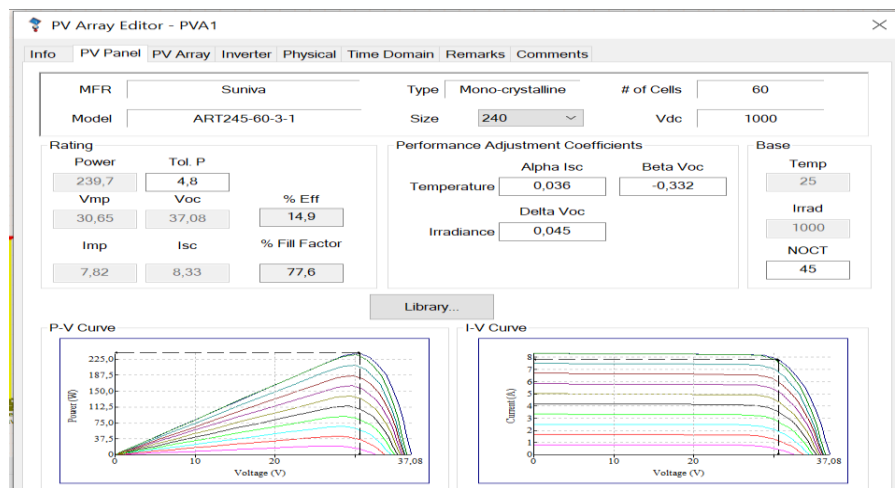 PV Array Editor - PVA1
Info PV Panel PV Array Inverter Physical Time Domain Remarks Comments
MFR Suniva Type Mono-crystalline # of Cells 60
Model ART245-60-3-1 Size 240 Vdc 1000
Rating
Power Tol. P
239,7 4,8
Vmp Voc % Eff
30,65 37,08 14,9
Imp Isc % Fill Factor
7,82 8,33 77,6
Performance Adjustment Coefficients
Alpha Isc Beta Voc
Temperature 0,036 -0,332
Delta Voc
Irradiance 0,045
Base
Temp
25
Irrad
1000
NOCT
45
Library...
P-V Curve
Power (W)
225,0
187,5
150,0
112,5
75,0
37,5
0
0 10 20 37,08
Voltage (V)
I-V Curve
Current(A)
8
7
6
5
4
3
2
1
0
0 10 20 37,08
Voltage (V)